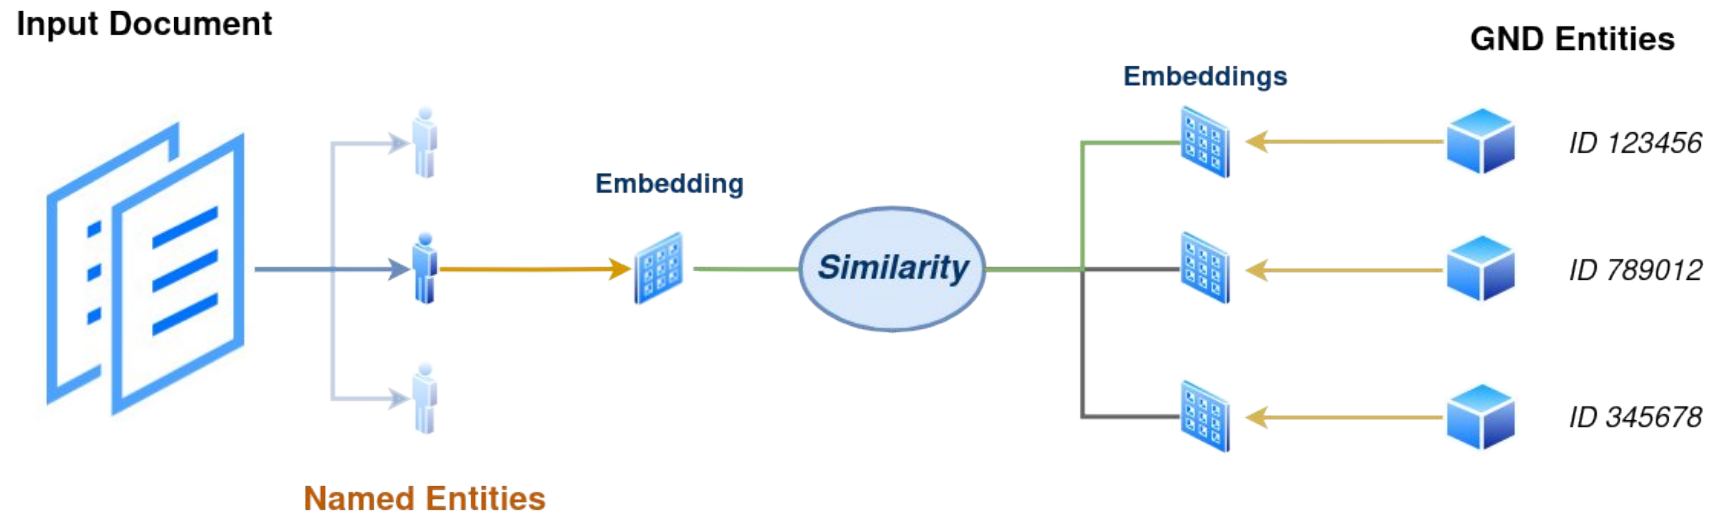 Input Document
GND Entities
Embeddings
ID 123456
Embedding
Similarity
ID 789012
ID 345678
Named Entities